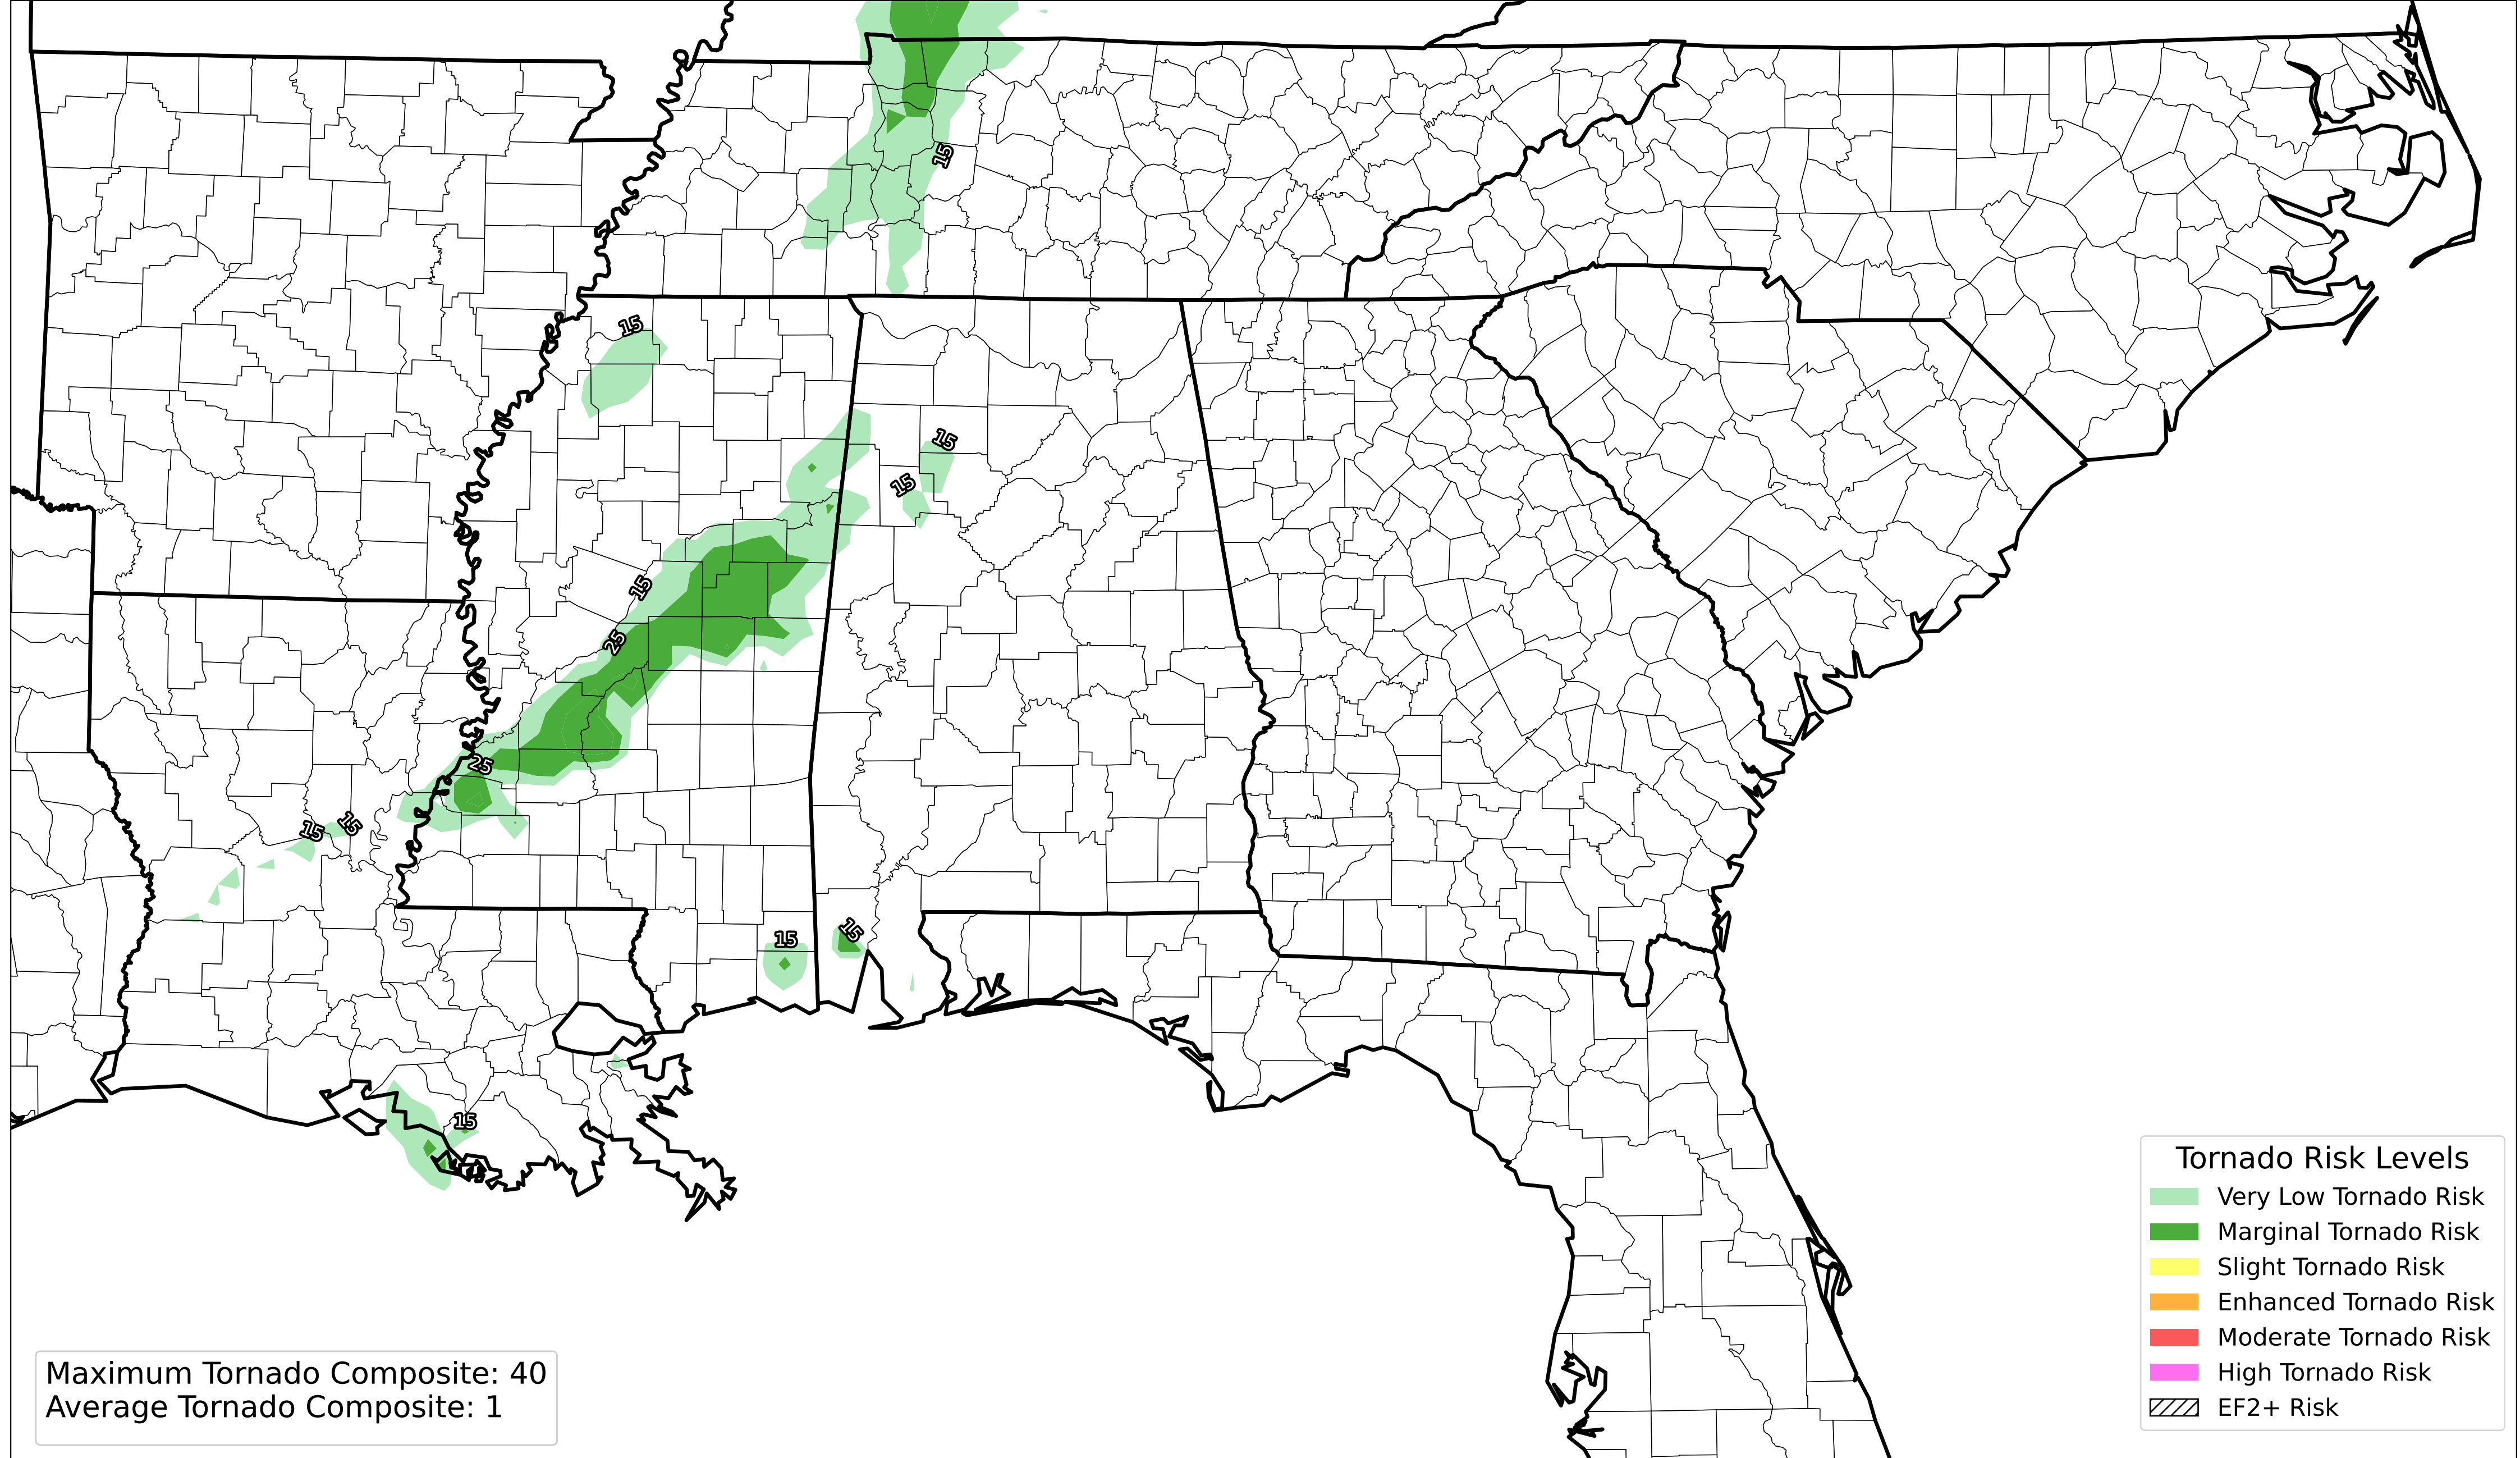 15
15
15
15
15
25
25
15
15
15
15
15
Tornado Risk Levels
Very Low Tornado Risk
Marginal Tornado Risk
Slight Tornado Risk
Enhanced Tornado Risk
Moderate Tornado Risk
High Tornado Risk
EF2+ Risk
Maximum Tornado Composite: 40
Average Tornado Composite: 1